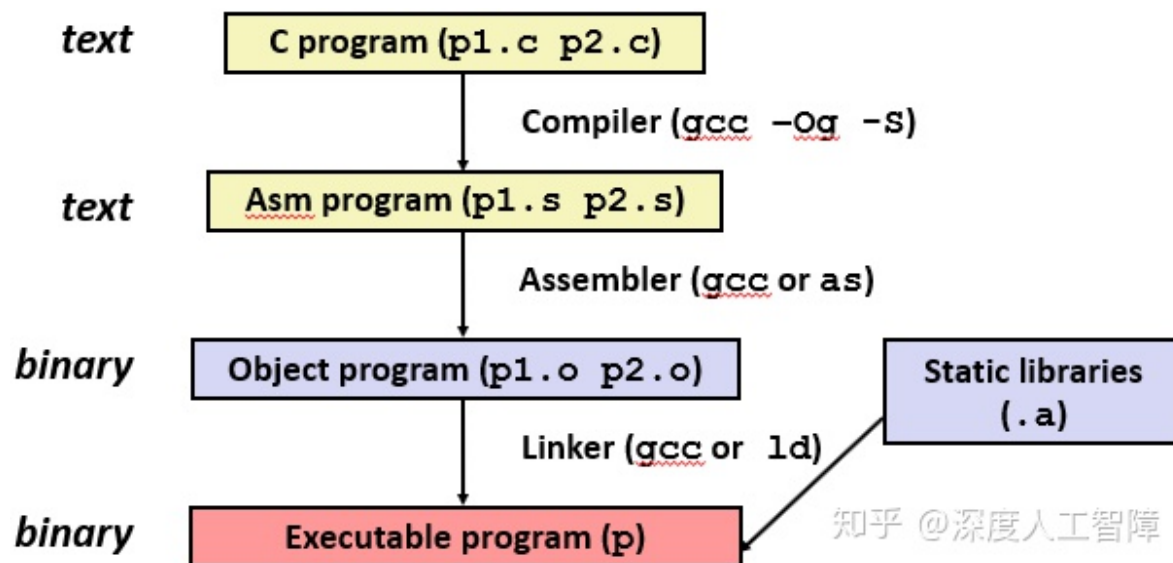 text
C program (p1.c p2.c)
Compiler (gcc –Og -S)
text
Asm program (p1.s p2.s)
Assembler (gcc or as)
binary
Object program (p1.o p2.o)
Static libraries
(.a)
Linker (gcc or ld)
binary
Executable program (p)
知乎 @深度人工智障